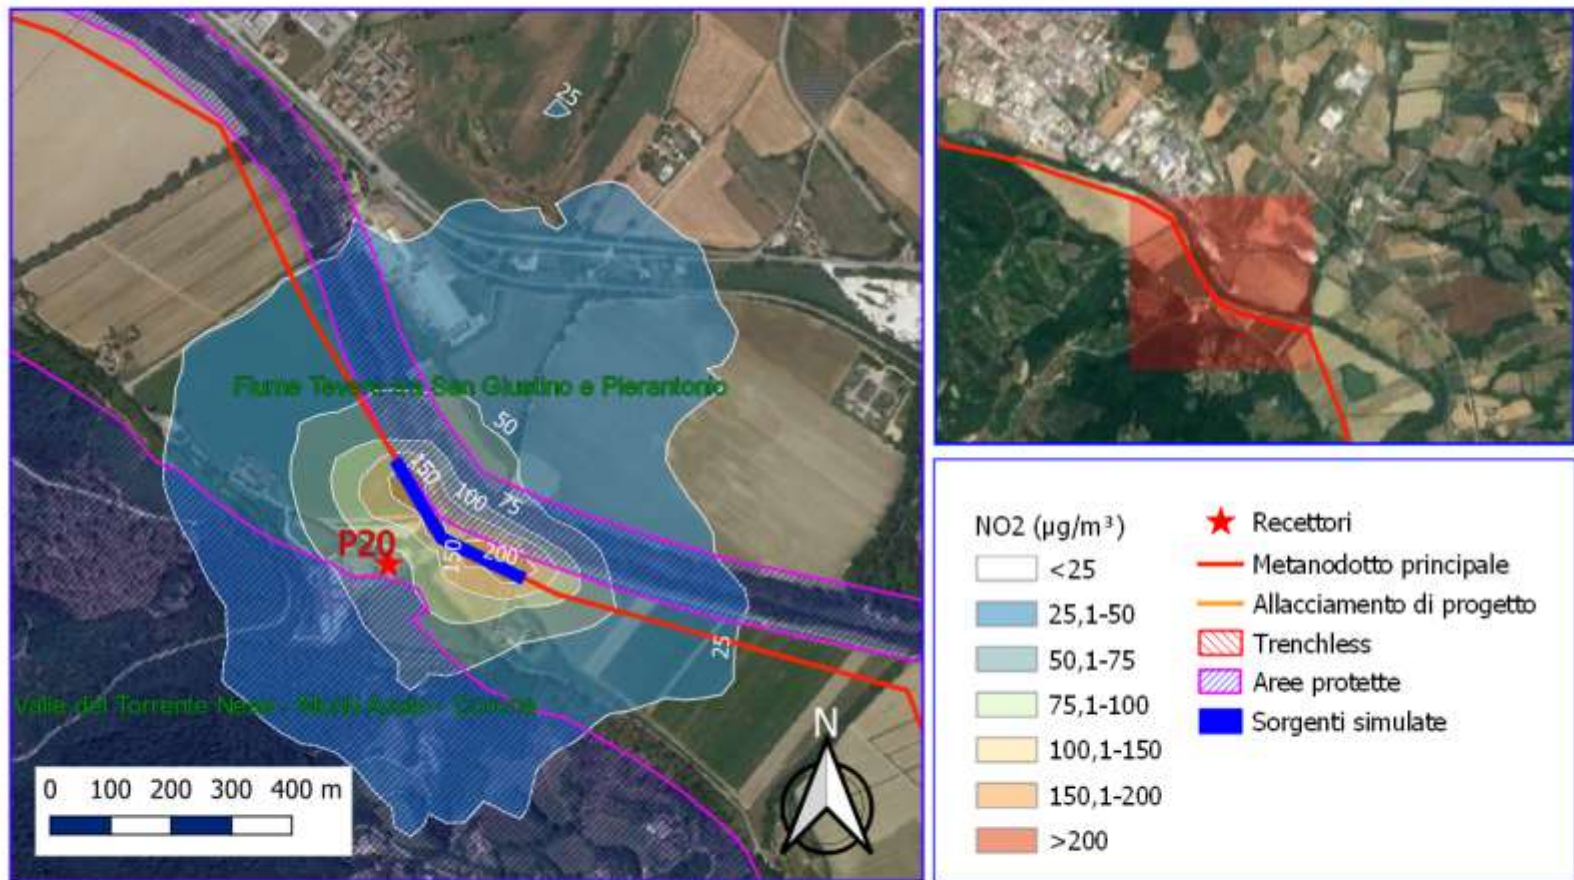 25
Fiume Tevere tra San Giustino e Pierantonio
50
150
100
75
P20
150
200
25
Valle del Torrente Nese - Monti
N
0 100 200 300 400 m
NO2 (µg/m³)
<25
25,1-50
50,1-75
75,1-100
100,1-150
150,1-200
>200
Recettori
Metanodotto principale
Allacciamento di progetto
Trenchless
Aree protette
Sorgenti simulate